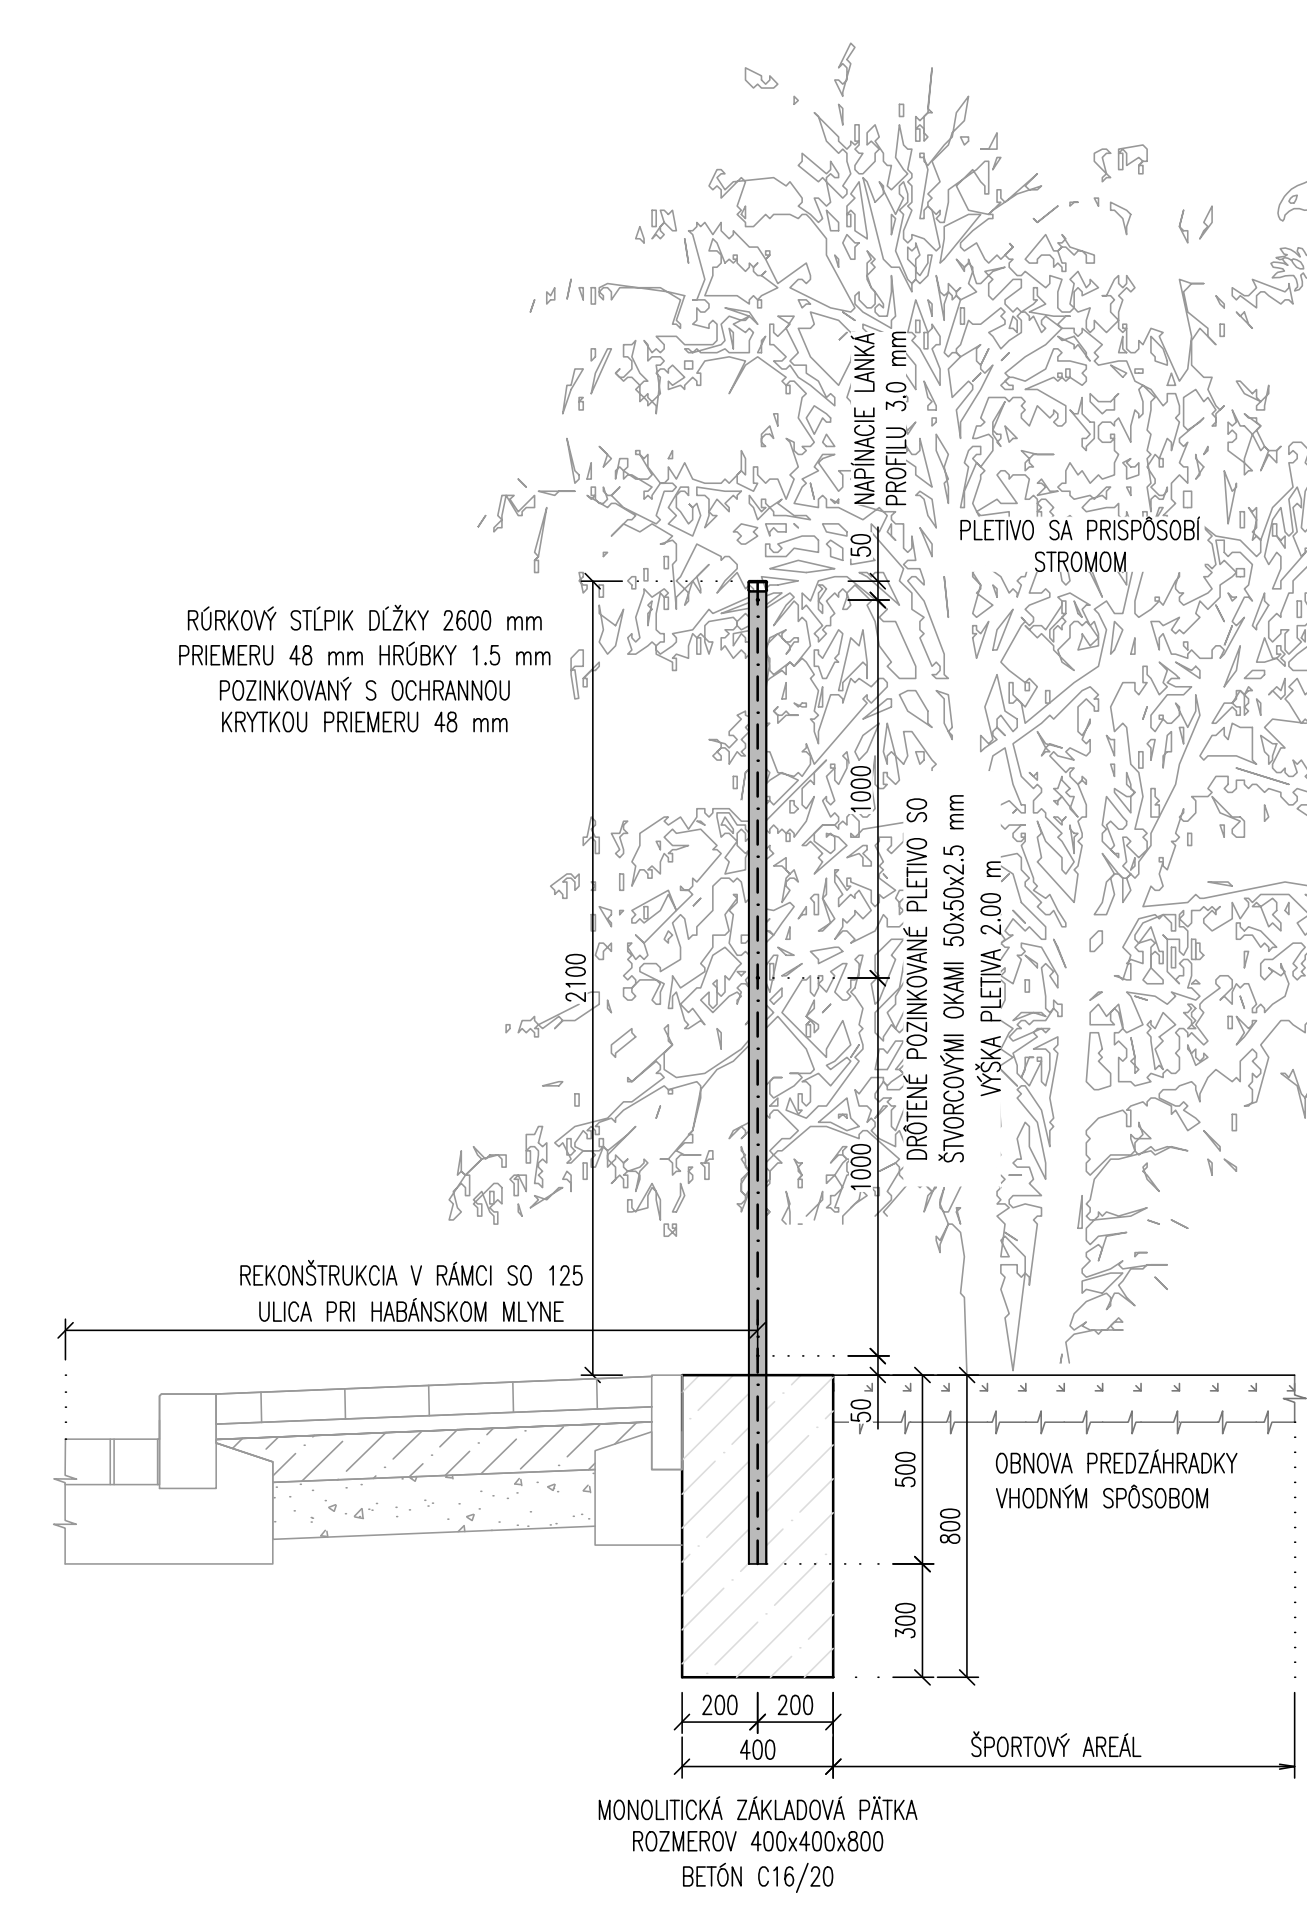 NAPÍNACIE LANKÁ
PROFILU 3,0 mm
PLETIVO SA PRISPÔSOBÍ
STROMOM
50
RÚRKOVÝ STĹPIK DĹŽKY 2600 mm
PRIEMERU 48 mm HRÚBKY 1.5 mm
POZINKOVANÝ S OCHRANNOU
KRYTKOU PRIEMERU 48 mm
1000
DRÔTENÉ POZINKOVANÉ PLETIVO SO
ŠTVORCOVÝMI OKAMI 50x50x2.5 mm
VÝŠKA PLETIVA 2.00 m
2100
1000
REKONŠTRUKCIA V RÁMCI SO 125
ULICA PRI HABÁNSKOM MLYNE
50
500
800
OBNOVA PREDZÁHRADKY
VHODNÝM SPÔSOBOM
300
200
200
400
ŠPORTOVÝ AREÁL
MONOLITICKÁ ZÁKLADOVÁ PÄTKA
ROZMEROV 400x400x800
BETÓN C16/20